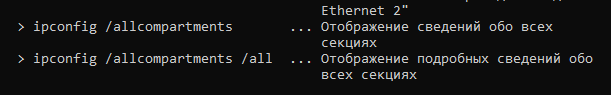 Ethernet 2"
> ipconfig /allcompartments ... Отображение сведений обо всех
секциях
> ipconfig /allcompartments /all ... Отображение подробных сведений обо
всех секциях